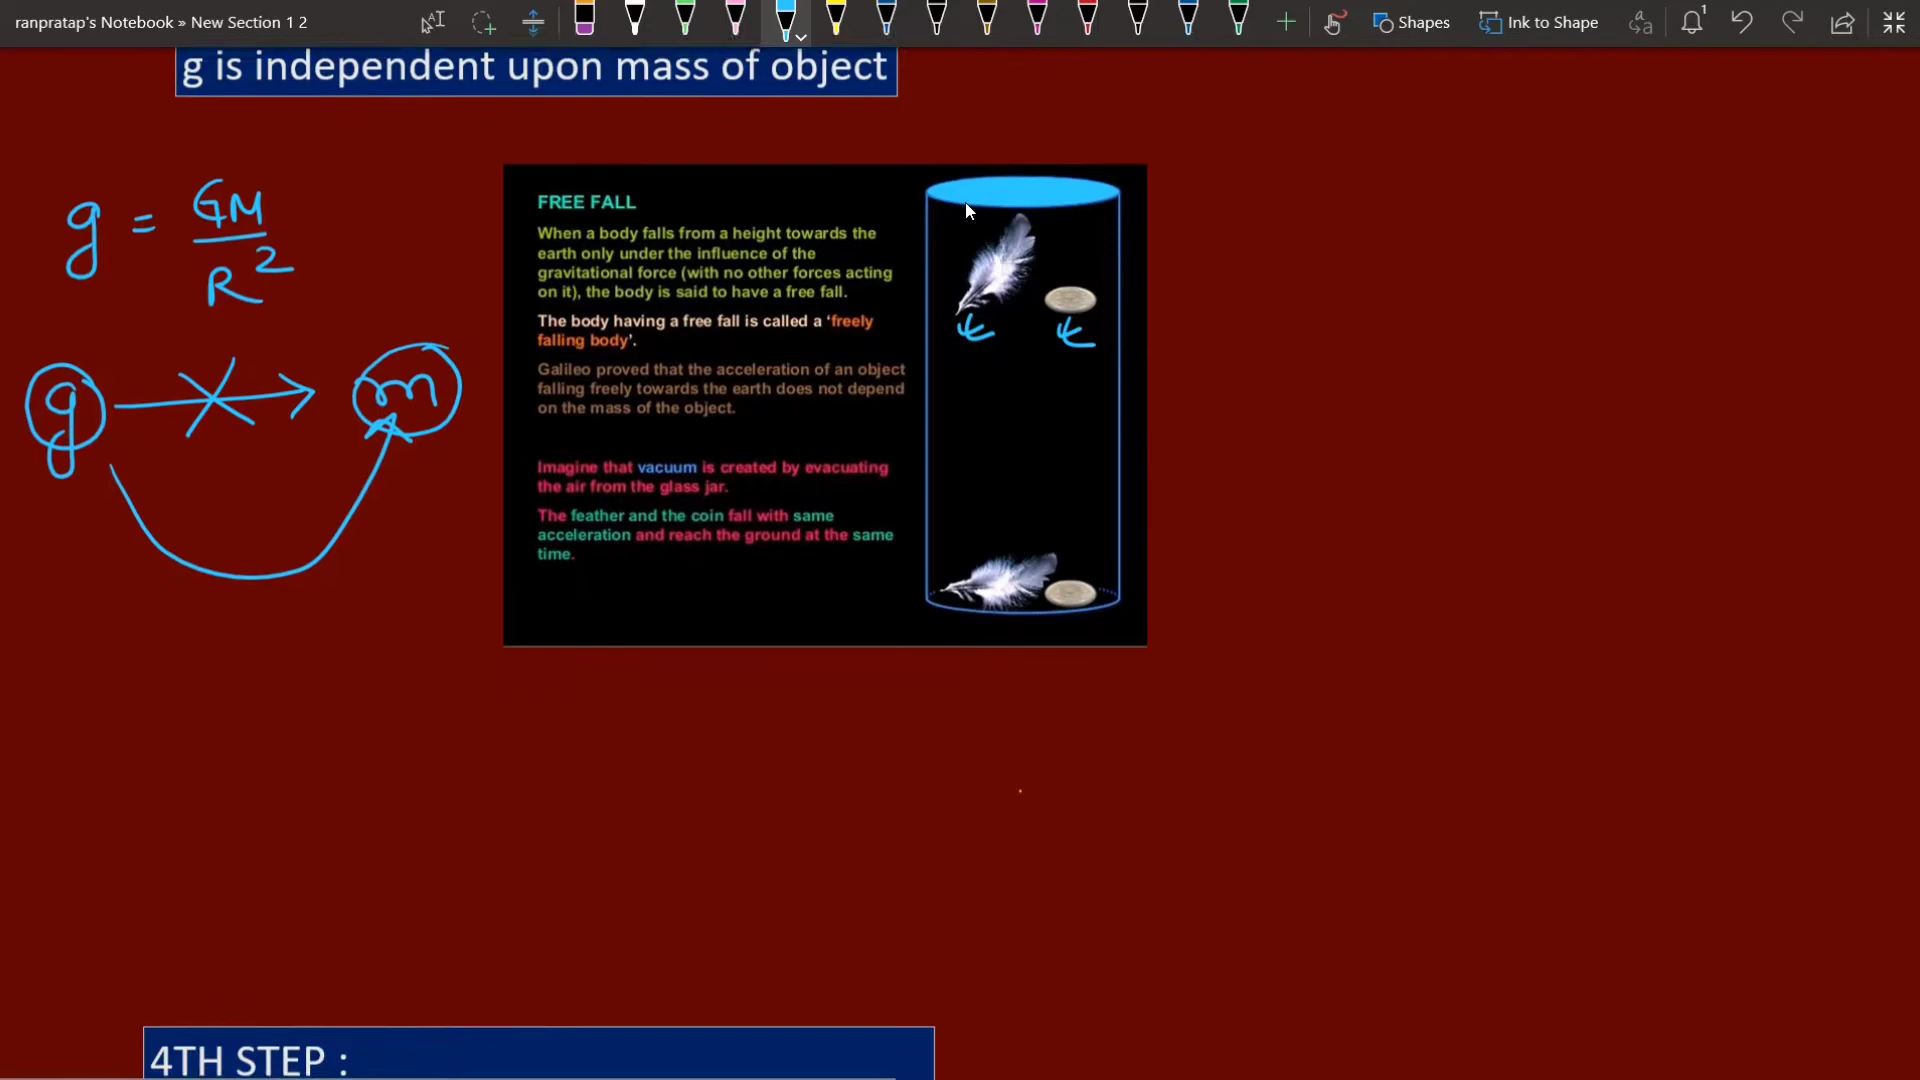 ranpratap's Notebook » New Section 1 2
Shapes
Ink to Shape
1
g is independent upon mass of object
g = GM
R²
g
m
FREE FALL
When a body falls from a height towards the
earth only under the influence of the
gravitational force (with no other forces acting
on it), the body is said to have a free fall.
The body having a free fall is called a ‘freely
falling body’.
Galileo proved that the acceleration of an object
falling freely towards the earth does not depend
on the mass of the object.
Imagine that vacuum is created by evacuating
the air from the glass jar.
The feather and the coin fall with same
acceleration and reach the ground at the same
time.
4TH STEP :